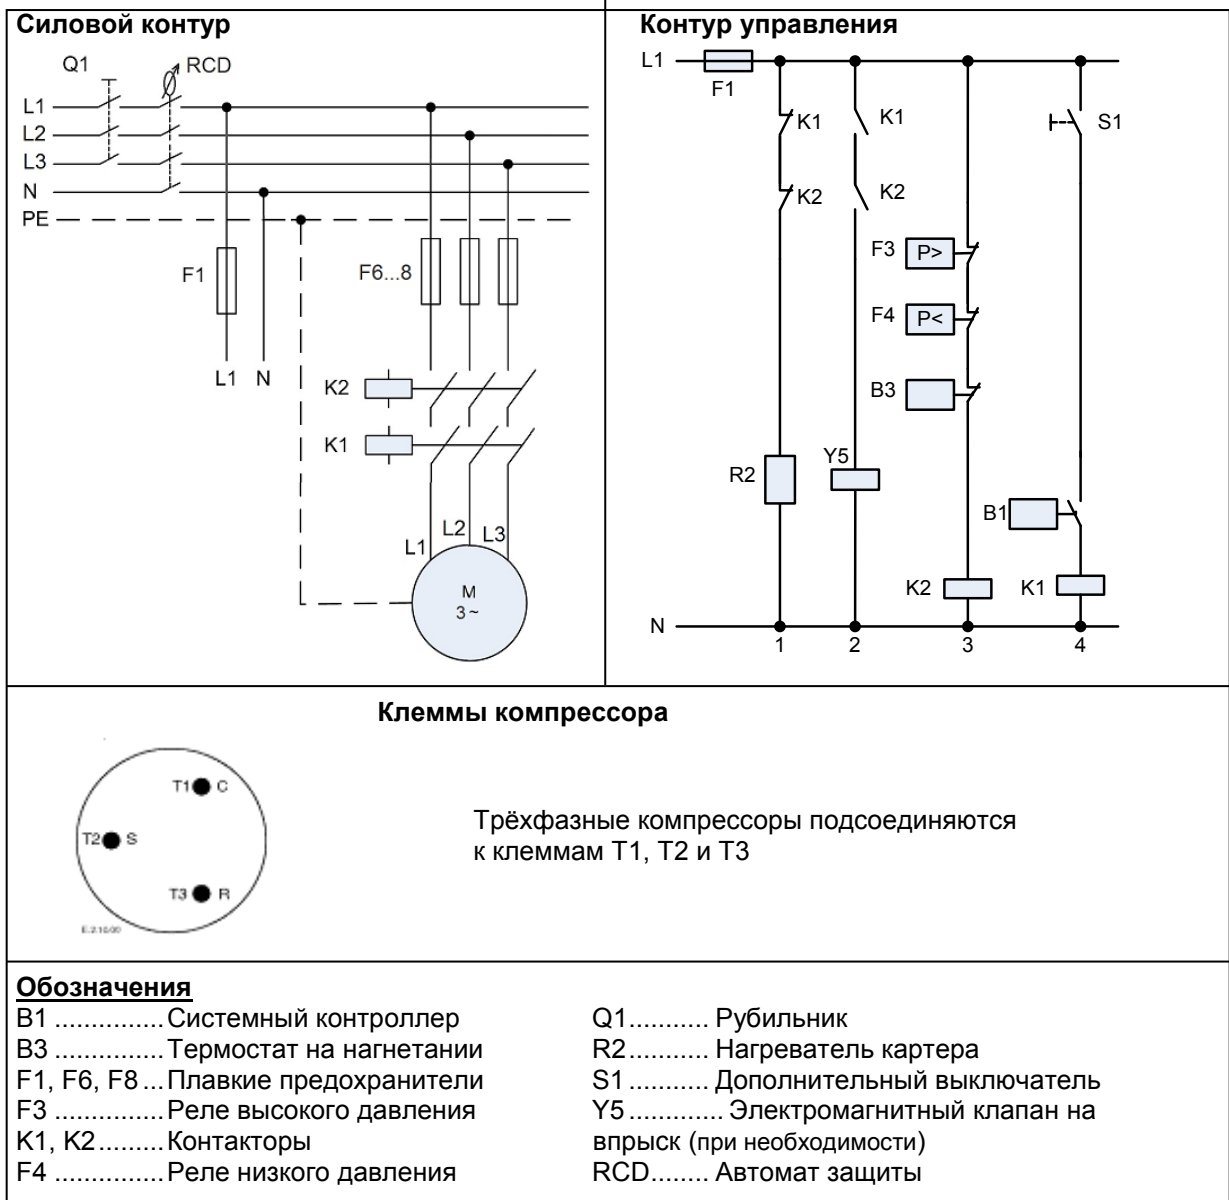 Силовой контур
Q1
RCD
L1
L2
L3
N
PE
F1
F6...8
L1 N
K2
K1
L1
L2
L3
M
3 ~
Контур управления
L1
F1
K1
K1
S1
K2
K2
F3 P>
F4 P<
B3
R2
Y5
B1
K2
K1
N
1 2 3 4
Клеммы компрессора
T1 C
T2 S
T3 R
E.2.10.00
Трёхфазные компрессоры подсоединяются
к клеммам T1, T2 и T3
Обозначения
B1 ...............Системный контроллер
B3 ...............Термостат на нагнетании
F1, F6, F8 ...Плавкие предохранители
F3 ...............Реле высокого давления
K1, K2.........Контакторы
F4 ...............Реле низкого давления
Q1........... Рубильник
R2........... Нагреватель картера
S1 ........... Дополнительный выключатель
Y5 ............. Электромагнитный клапан на
впрыск (при необходимости)
RCD........ Автомат защиты